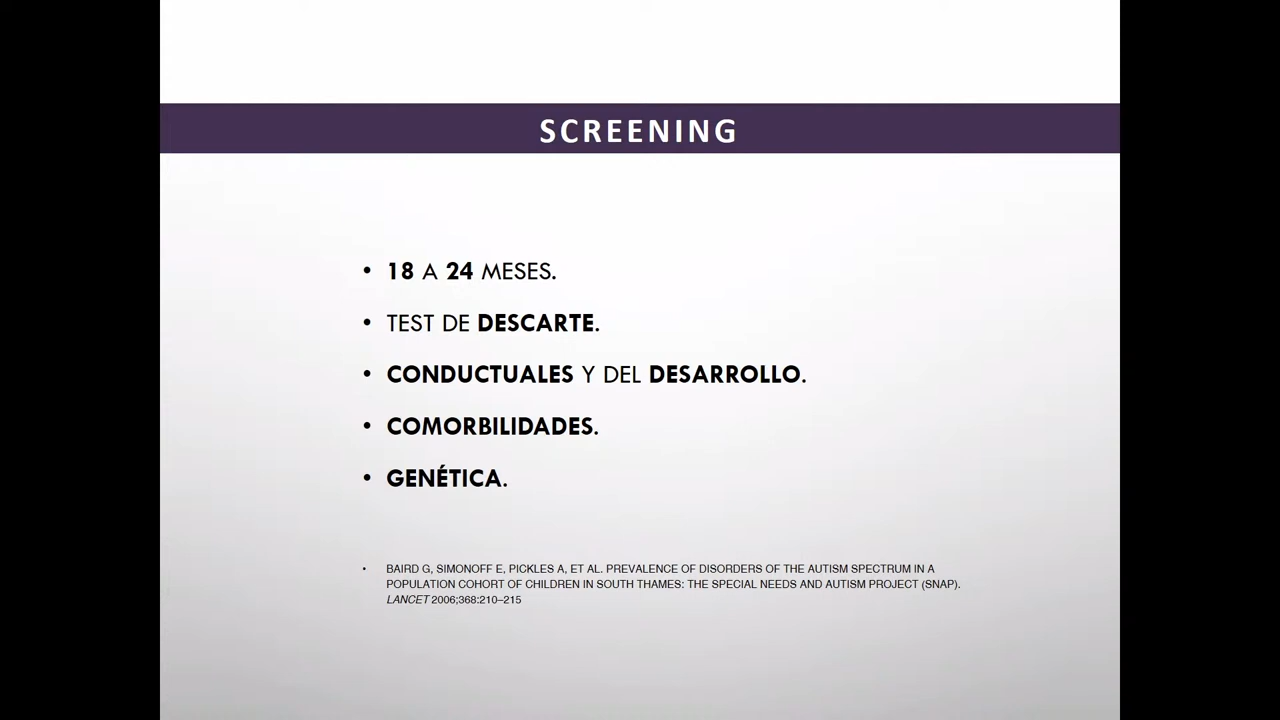 SCREENING
• 18 A 24 MESES.
• TEST DE DESCARTE.
• CONDUCTUALES Y DEL DESARROLLO.
• COMORBILIDADES.
• GENÉTICA.
• BAIRD G, SIMONOFF E, PICKLES A, ET AL. PREVALENCE OF DISORDERS OF THE AUTISM SPECTRUM IN A
POPULATION COHORT OF CHILDREN IN SOUTH THAMES: THE SPECIAL NEEDS AND AUTISM PROJECT (SNAP).
LANCET 2006;368:210–215